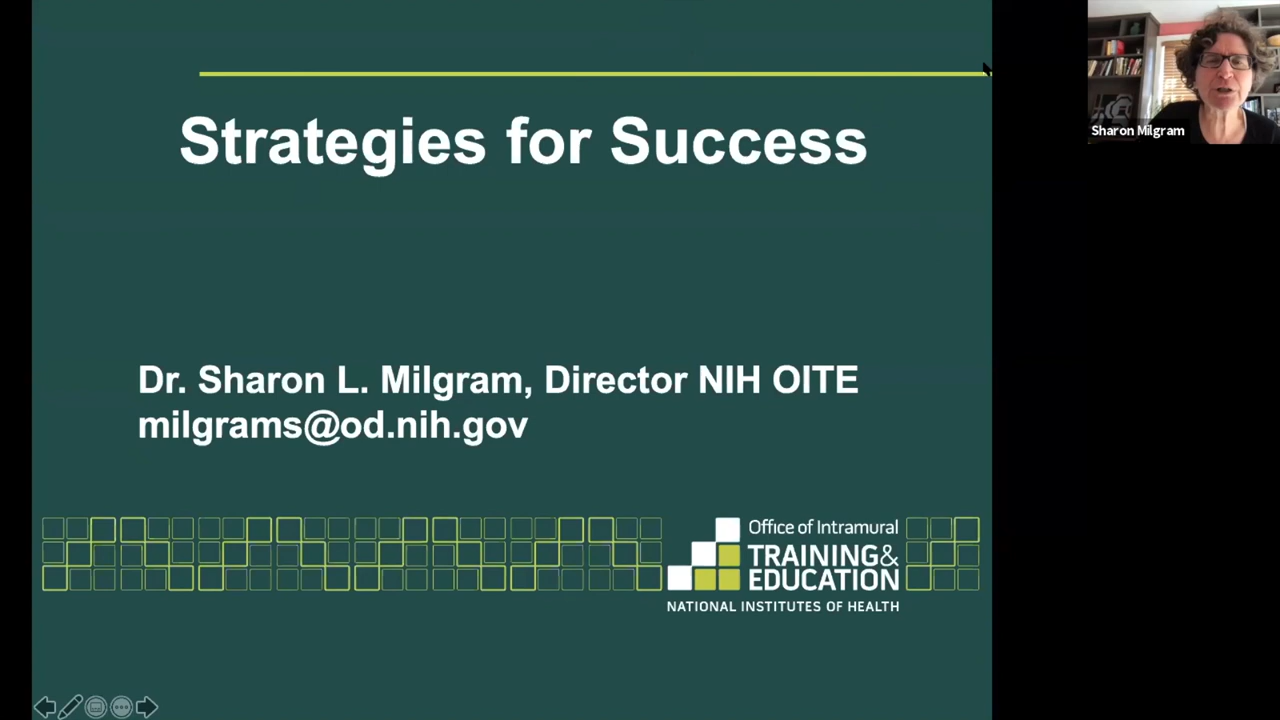 Strategies for Success
Dr. Sharon L. Milgram, Director NIH OITE
milgrams@od.nih.gov
Office of Intramural
TRAINING&
EDUCATION
NATIONAL INSTITUTES OF HEALTH
Sharon Milgram